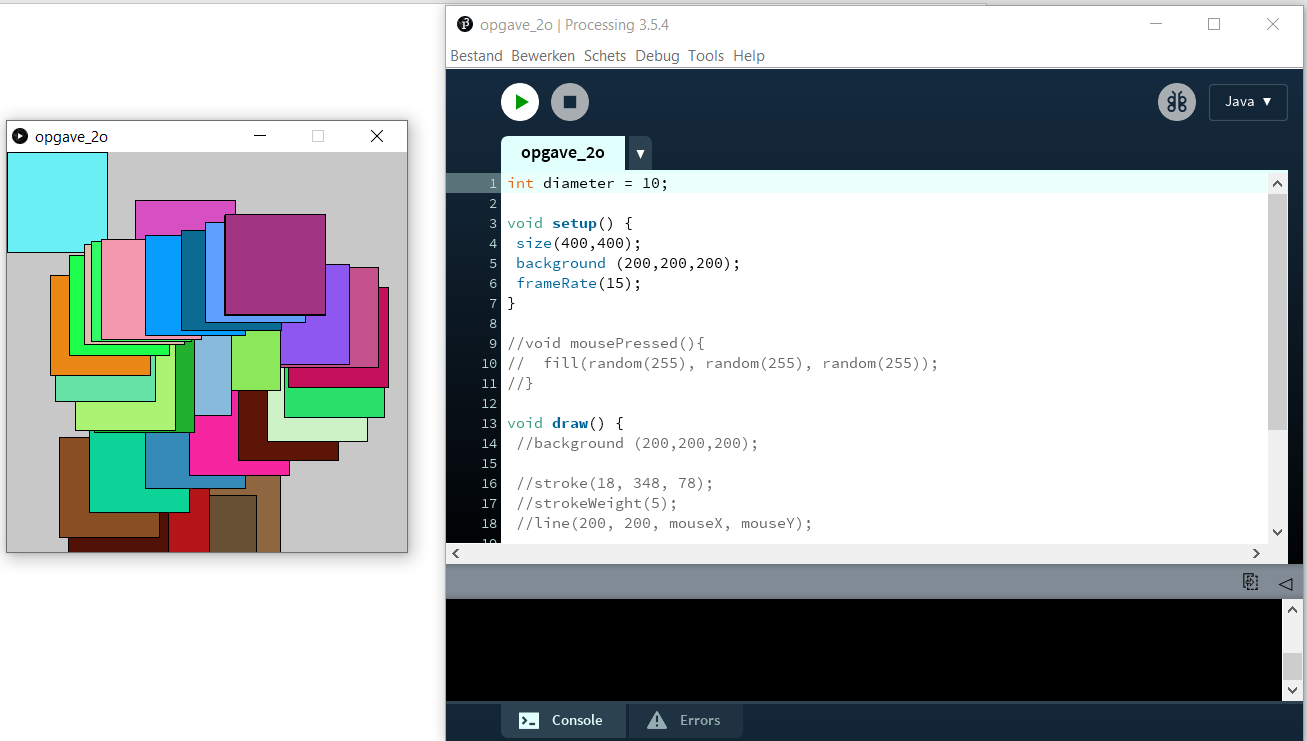 opgave_2o
opgave_2o | Processing 3.5.4
Bestand Bewerken Schets Debug Tools Help
Java ▼
opgave_2o ▼
1 int diameter = 10;
2
3 void setup() {
4 size(400,400);
5 background (200,200,200);
6 frameRate(15);
7 }
8
9 //void mousePressed(){
10 //  fill(random(255), random(255), random(255));
11 //}
12
13 void draw() {
14 //background (200,200,200);
15
16 //stroke(18, 348, 78);
17 //strokeWeight(5);
18 //line(200, 200, mouseX, mouseY);
Console Errors